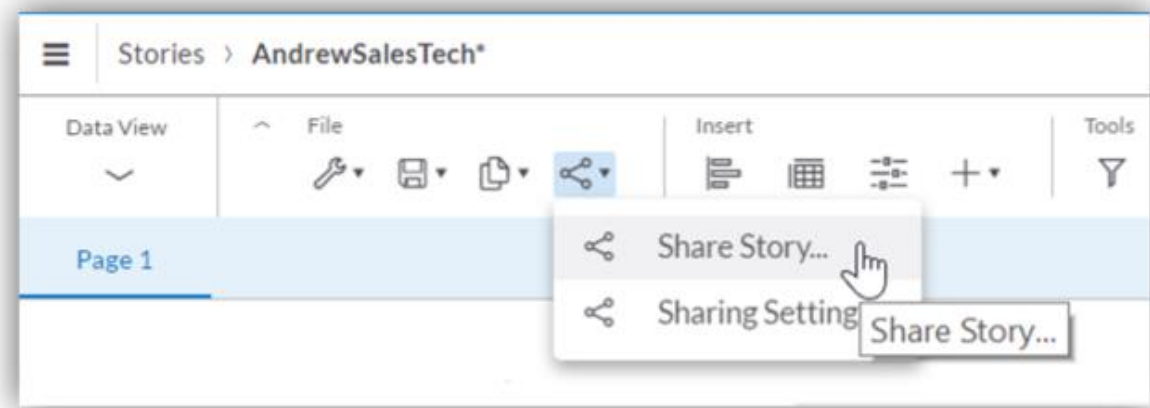 Stories > AndrewSalesTech*
Data View File Insert Tools
Share Story...
Page 1
Sharing Setting
Share Story...